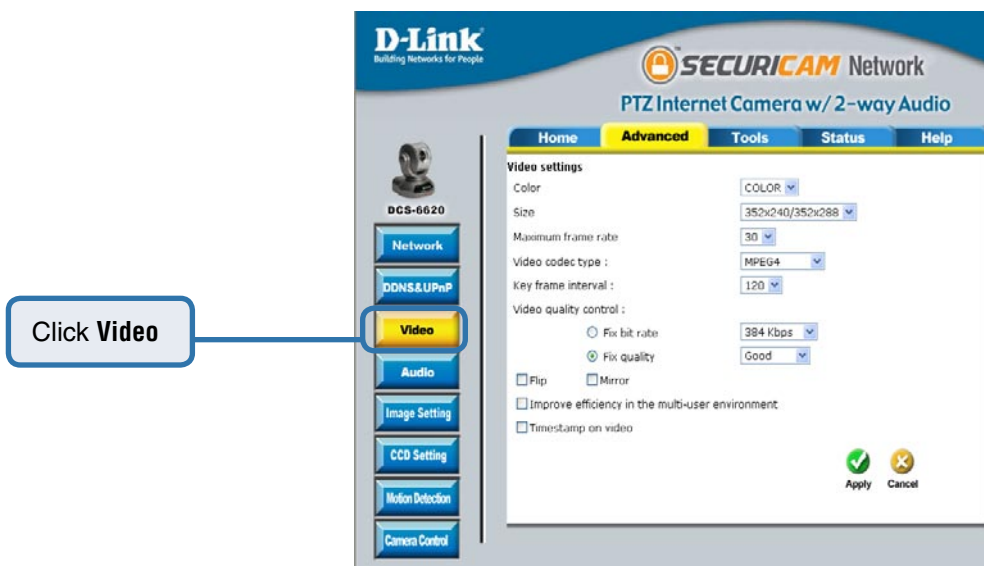 D-Link
Building Networks for People
SECURICAM Network
PTZ Internet Camera w/ 2-way Audio
Home Advanced Tools Status Help
DCS-6620
Network
DDNS&UPnP
Video
Audio
Image Setting
CCD Setting
Motion Detection
Camera Control
Click Video
Video settings
Color COLOR
Size 352x240/352x288
Maximum frame rate 30
Video codec type : MPEG4
Key frame interval : 120
Video quality control :
Fix bit rate 384 Kbps
Fix quality Good
Flip Mirror
Improve efficiency in the multi-user environment
Timestamp on video
Apply Cancel